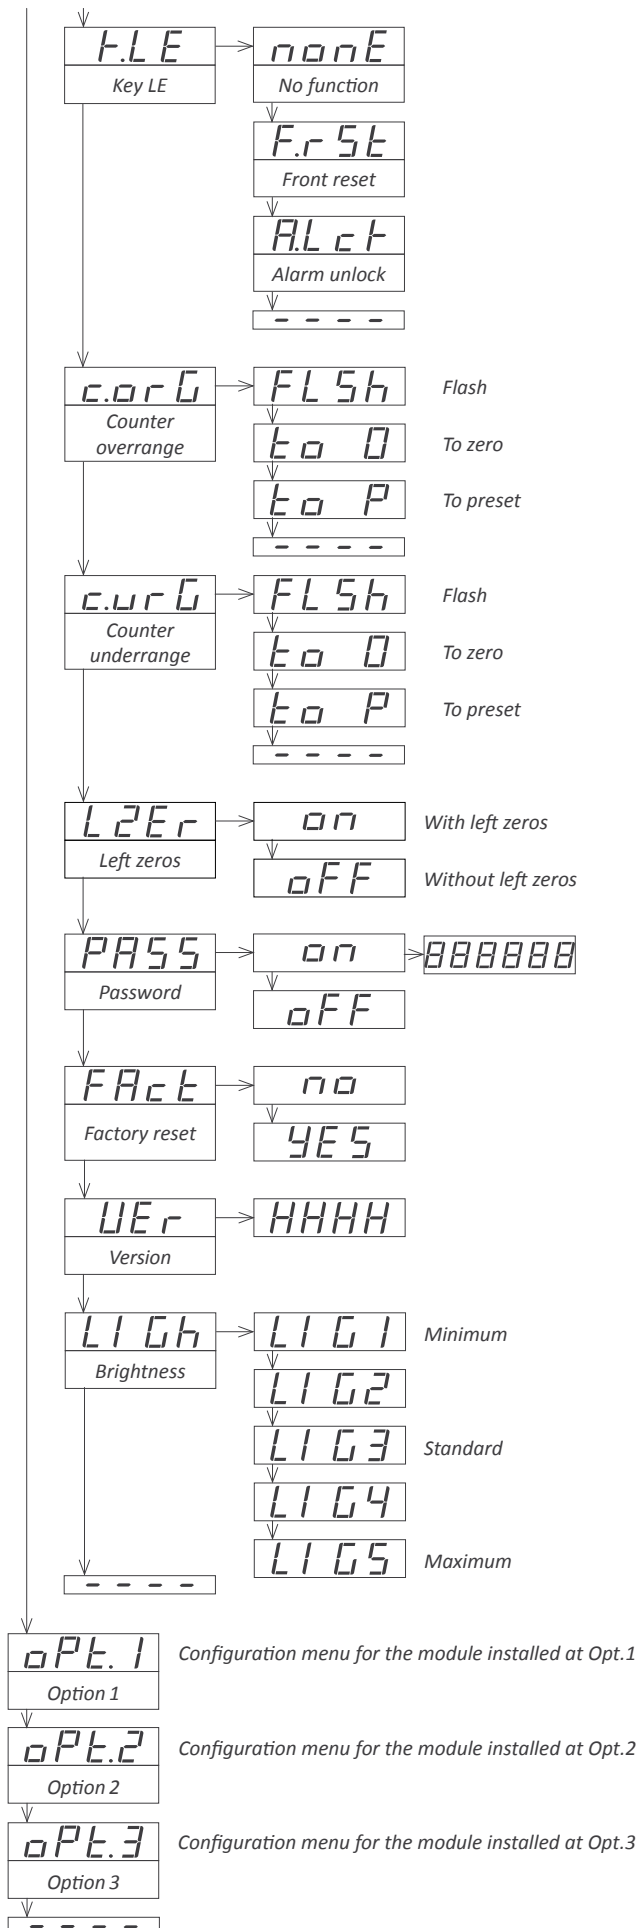 K.LE
nonE
Key LE
No function
F.rSt
Front reset
A.Lck
Alarm unlock
----
c.orG
FLSh
Flash
Counter
overrange
to 0
To zero
to P
To preset
----
c.urG
FLSh
Flash
Counter
underrange
to 0
To zero
to P
To preset
----
LZEr
on
With left zeros
Left zeros
oFF
Without left zeros
PASS
on
888888
Password
oFF
FAct
no
Factory reset
YES
VEr
HHHH
Version
LIGh
LIG1
Minimum
Brightness
LIG2
LIG3
Standard
LIG4
LIG5
Maximum
----
oPt.1
Configuration menu for the module installed at Opt.1
Option 1
oPt.2
Configuration menu for the module installed at Opt.2
Option 2
oPt.3
Configuration menu for the module installed at Opt.3
Option 3
----